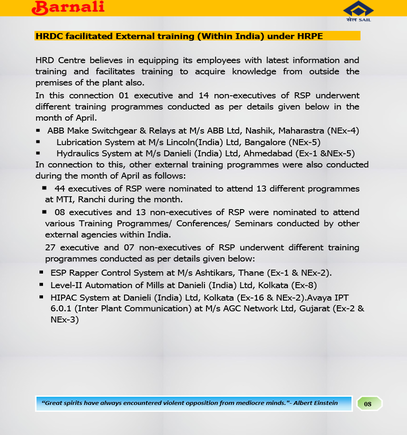 Barnali
सेल SAIL
HRDC facilitated External training (Within India) under HRPE
HRD Centre believes in equipping its employees with latest information and
training and facilitates training to acquire knowledge from outside the
premises of the plant also.
In this connection 01 executive and 14 non-executives of RSP underwent
different training programmes conducted as per details given below in the
month of April.
▪ ABB Make Switchgear & Relays at M/s ABB Ltd, Nashik, Maharastra (NEx-4)
▪ Lubrication System at M/s Lincoln(India) Ltd, Bangalore (NEx-5)
▪ Hydraulics System at M/s Danieli (India) Ltd, Ahmedabad (Ex-1 &NEx-5)
In connection to this, other external training programmes were also conducted
during the month of April as follows:
▪ 44 executives of RSP were nominated to attend 13 different programmes
at MTI, Ranchi during the month.
▪ 08 executives and 13 non-executives of RSP were nominated to attend
various Training Programmes/ Conferences/ Seminars conducted by other
external agencies within India.
27 executive and 07 non-executives of RSP underwent different training
programmes conducted as per details given below:
▪ ESP Rapper Control System at M/s Ashtikars, Thane (Ex-1 & NEx-2).
▪ Level-II Automation of Mills at Danieli (India) Ltd, Kolkata (Ex-8)
▪ HIPAC System at Danieli (India) Ltd, Kolkata (Ex-16 & NEx-2).Avaya IPT
6.0.1 (Inter Plant Communication) at M/s AGC Network Ltd, Gujarat (Ex-2 &
NEx-3)
"Great spirits have always encountered violent opposition from mediocre minds."- Albert Einstein
08